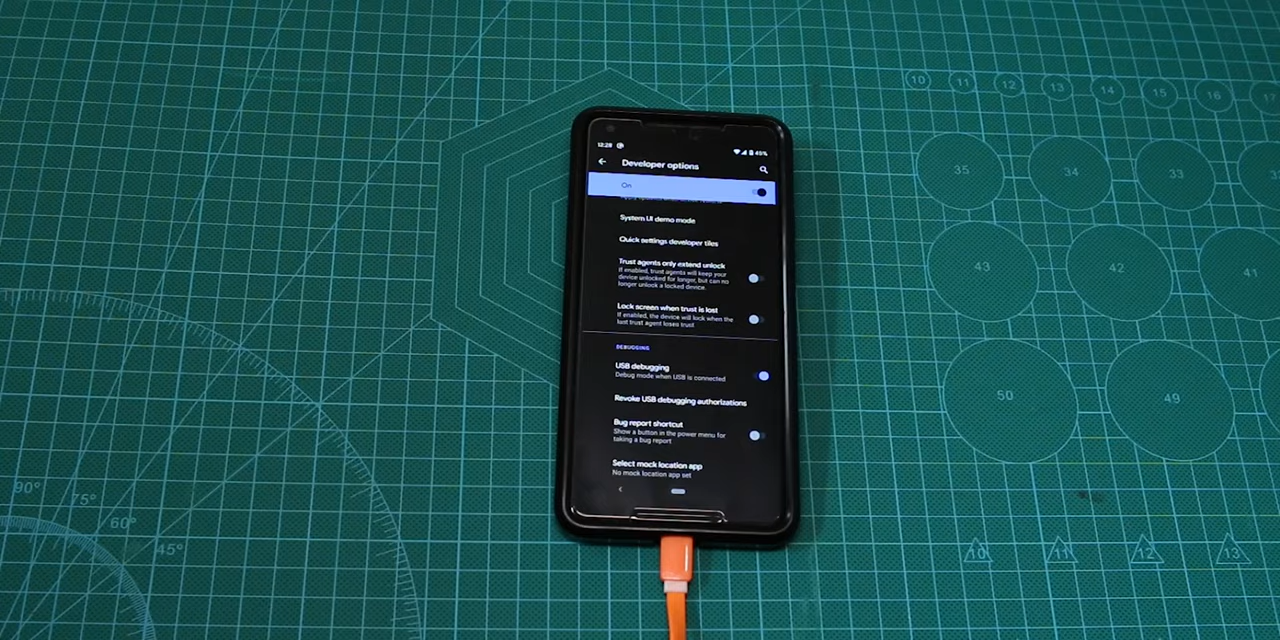 10 11 12 13 14 15 16 17
12:28 49%
Developer options
On
System UI demo mode
Quick settings developer tiles
Trust agents only extend unlock
If enabled, trust agents will keep your
device unlocked for longer, but can no
longer unlock a locked device.
Lock screen when trust is lost
If enabled, the device will lock when the
last trust agent loses trust
DEBUGGING
USB debugging
Debug mode when USB is connected
Revoke USB debugging authorizations
Bug report shortcut
Show a button in the power menu for
taking a bug report
Select mock location app
No mock location app set
35 34 33
43 42 41
50 49
10 11 12 13
90° 75° 60° 45°